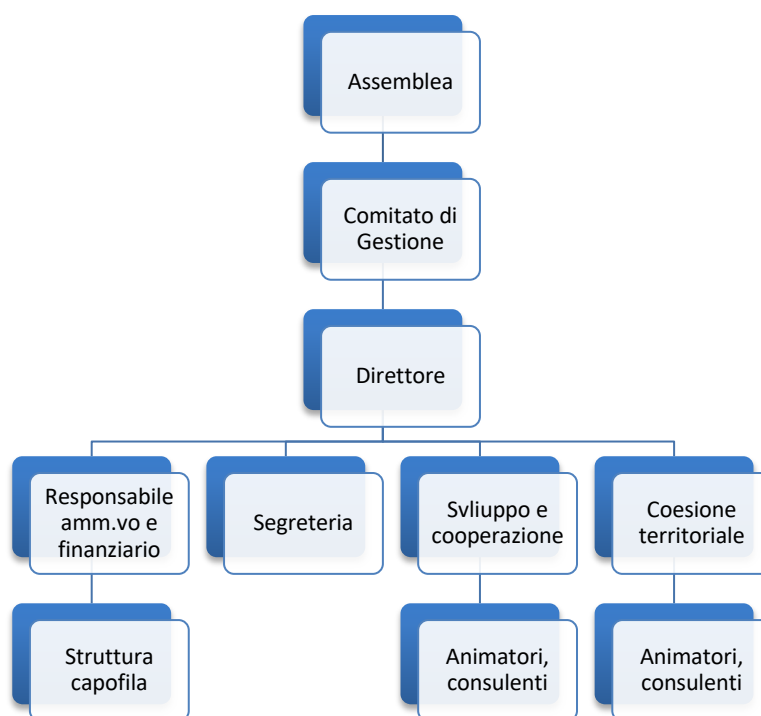 Assemblea
Comitato di
Gestione
Direttore
Responsabile
amm.vo e
finanziario
Segreteria
Svliuppo e
cooperazione
Coesione
territoriale
Struttura
capofila
Animatori,
consulenti
Animatori,
consulenti